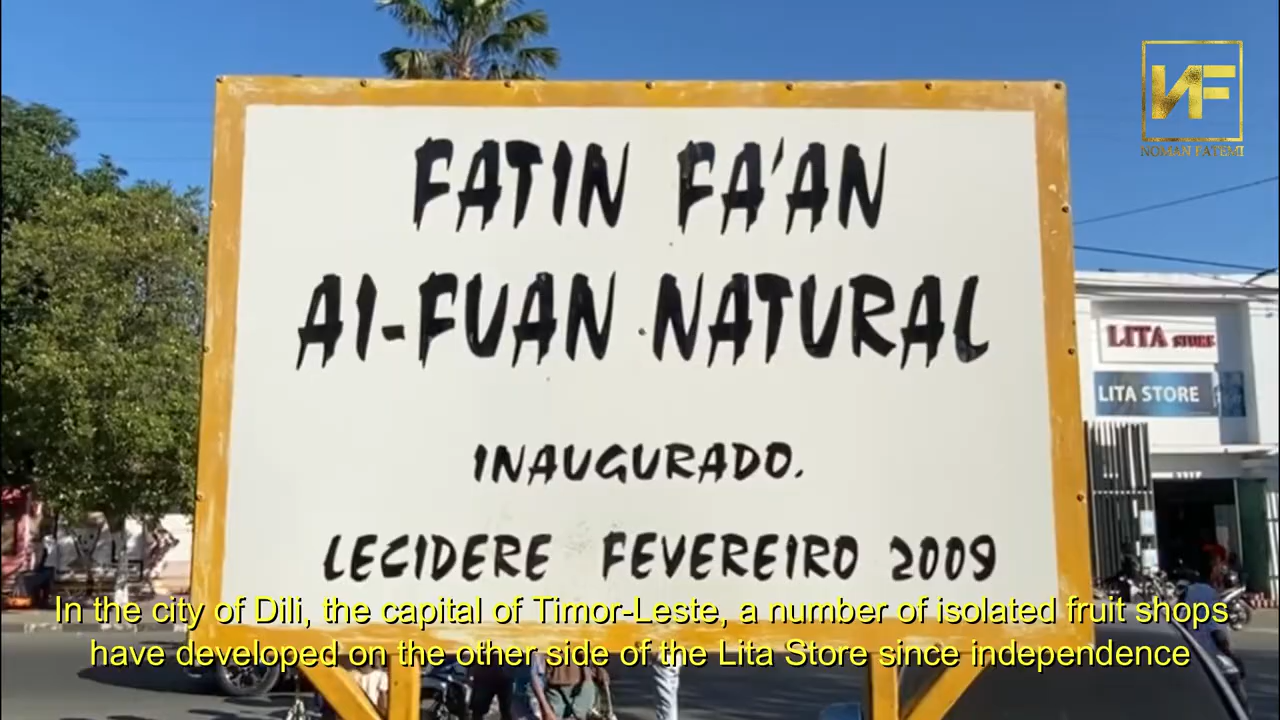 NF
NOMAN FATEMI
FATIN FA'AN
AI-FUAN NATURAL
INAUGURADO.
LECIDERE FEVEREIRO 2009
LITA STORE
LITA STORE
In the city of Dili, the capital of Timor-Leste, a number of isolated fruit shops
have developed on the other side of the Lita Store since independence